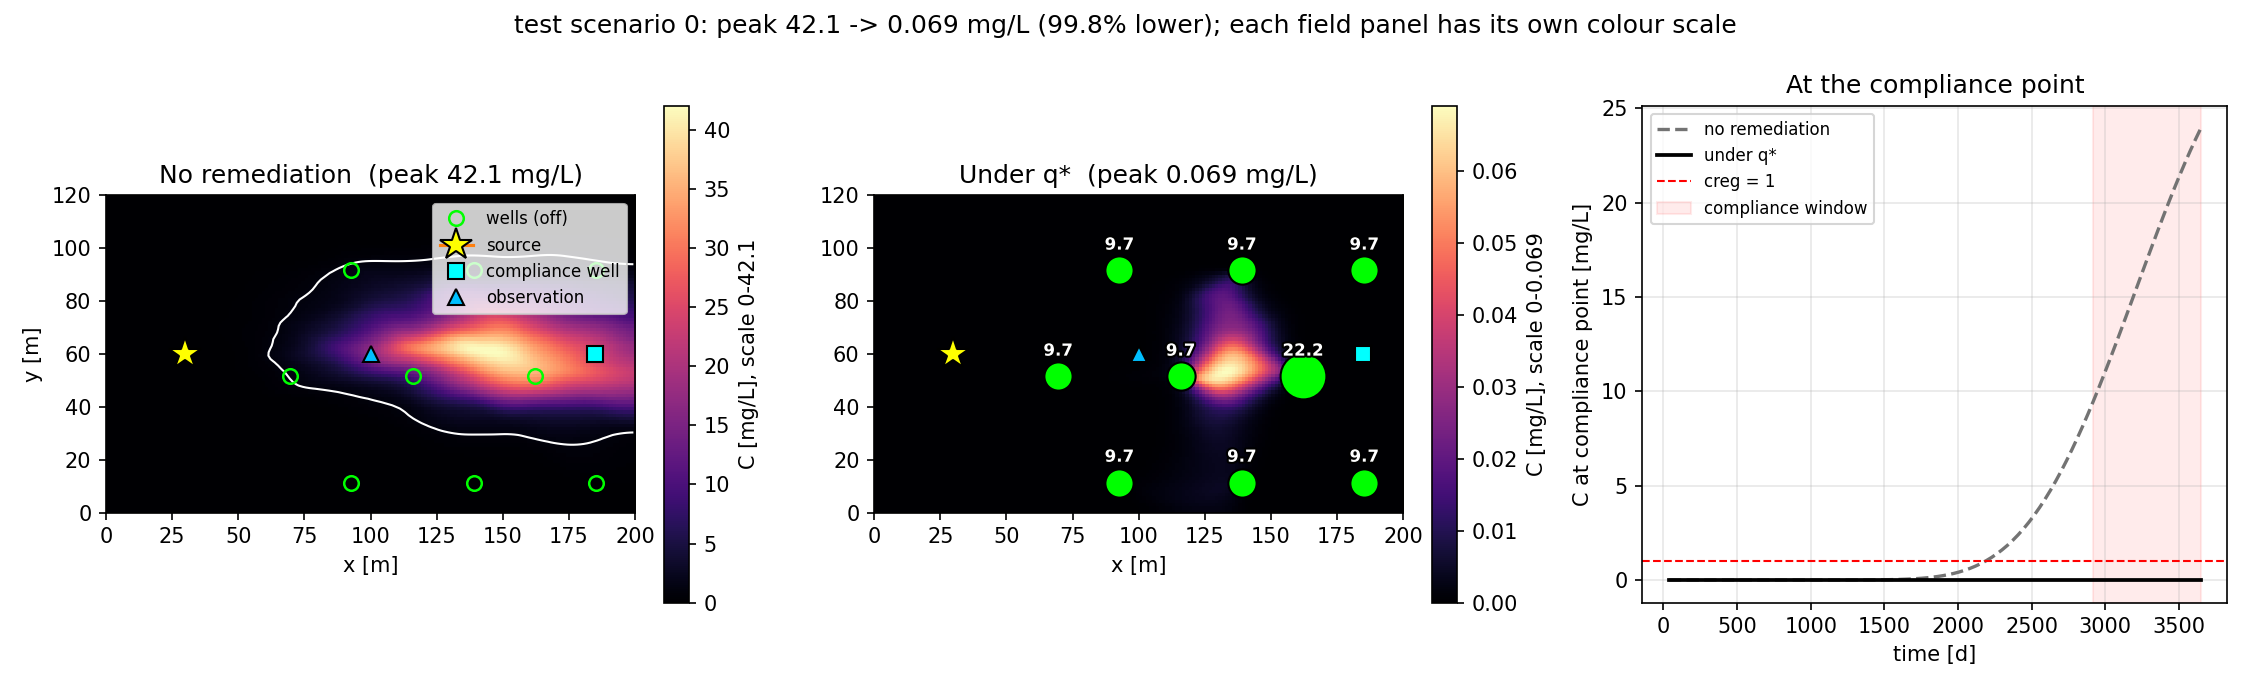 test scenario 0: peak 42.1 -> 0.069 mg/L (99.8% lower); each field panel has its own colour scale
No remediation  (peak 42.1 mg/L)
wells (off)
source
compliance well
observation
120
100
80
60
40
20
0
y [m]
0 25 50 75 100 125 150 175 200
x [m]
40
35
30
25
20
15
10
5
0
C [mg/L], scale 0-42.1
Under q*  (peak 0.069 mg/L)
120
100
80
60
40
20
0
9.7 9.7 9.7
9.7 9.7 22.2
9.7 9.7 9.7
0 25 50 75 100 125 150 175 200
x [m]
0.06
0.05
0.04
0.03
0.02
0.01
0.00
C [mg/L], scale 0-0.069
At the compliance point
no remediation
under q*
creg = 1
compliance window
25
20
15
10
5
0
C at compliance point [mg/L]
0 500 1000 1500 2000 2500 3000 3500
time [d]